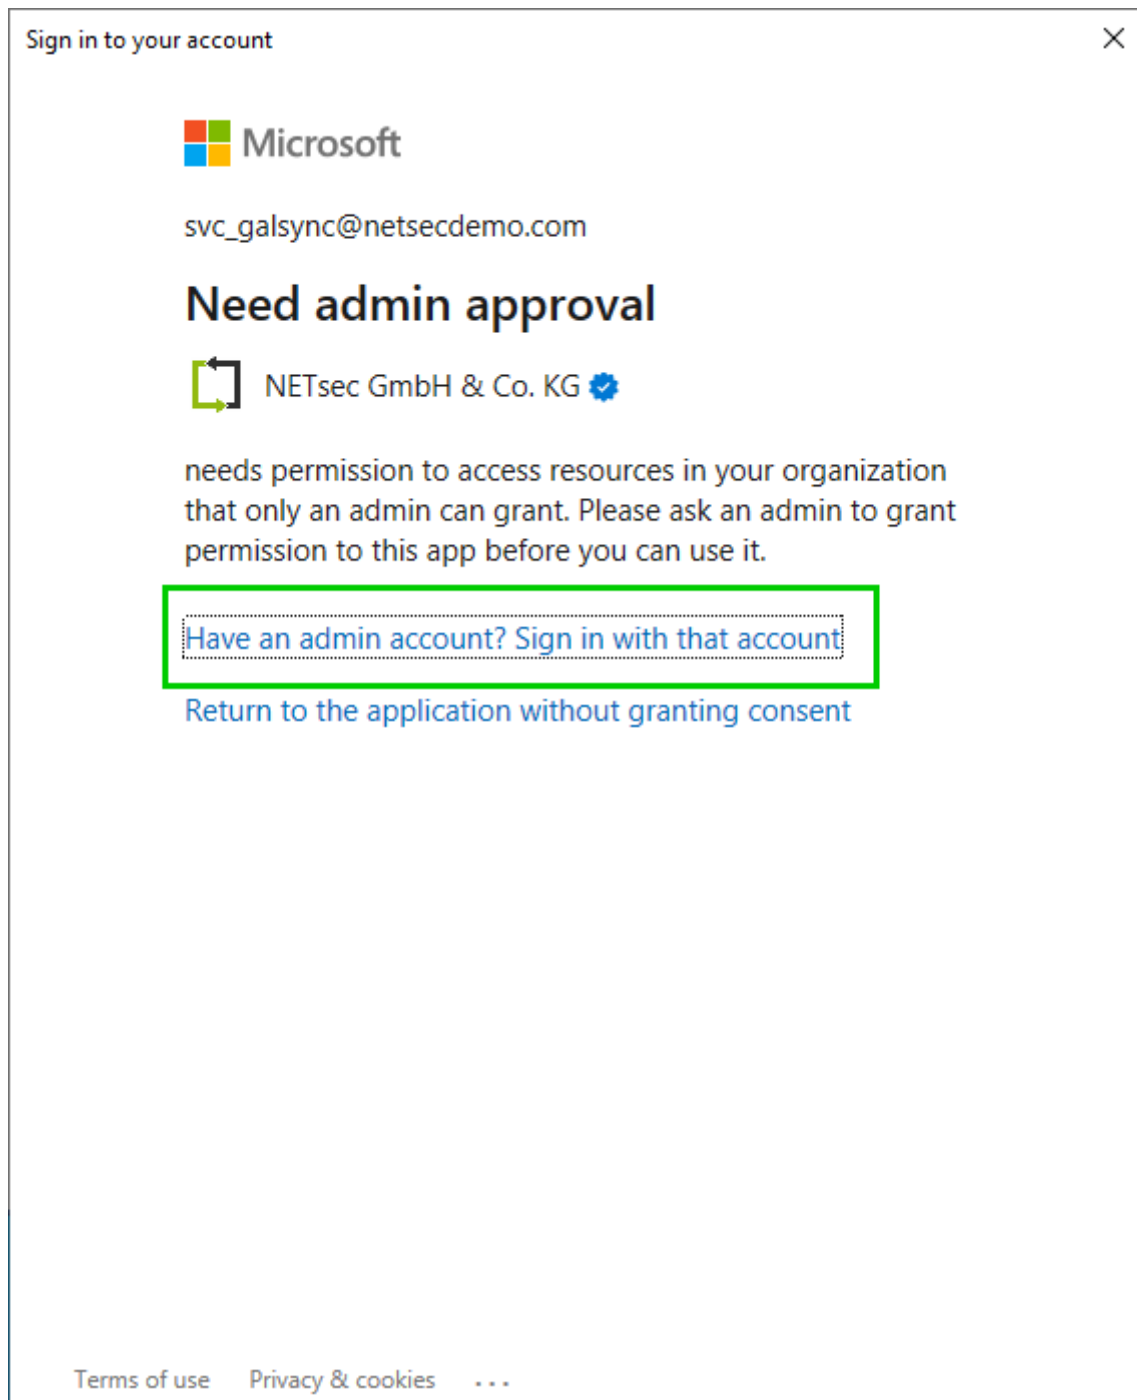 Sign in to your account
Microsoft
svc_galsync@netsecdemo.com
Need admin approval
NETsec GmbH & Co. KG
needs permission to access resources in your organization
that only an admin can grant. Please ask an admin to grant
permission to this app before you can use it.
Have an admin account? Sign in with that account
Return to the application without granting consent
Terms of use Privacy & cookies ...